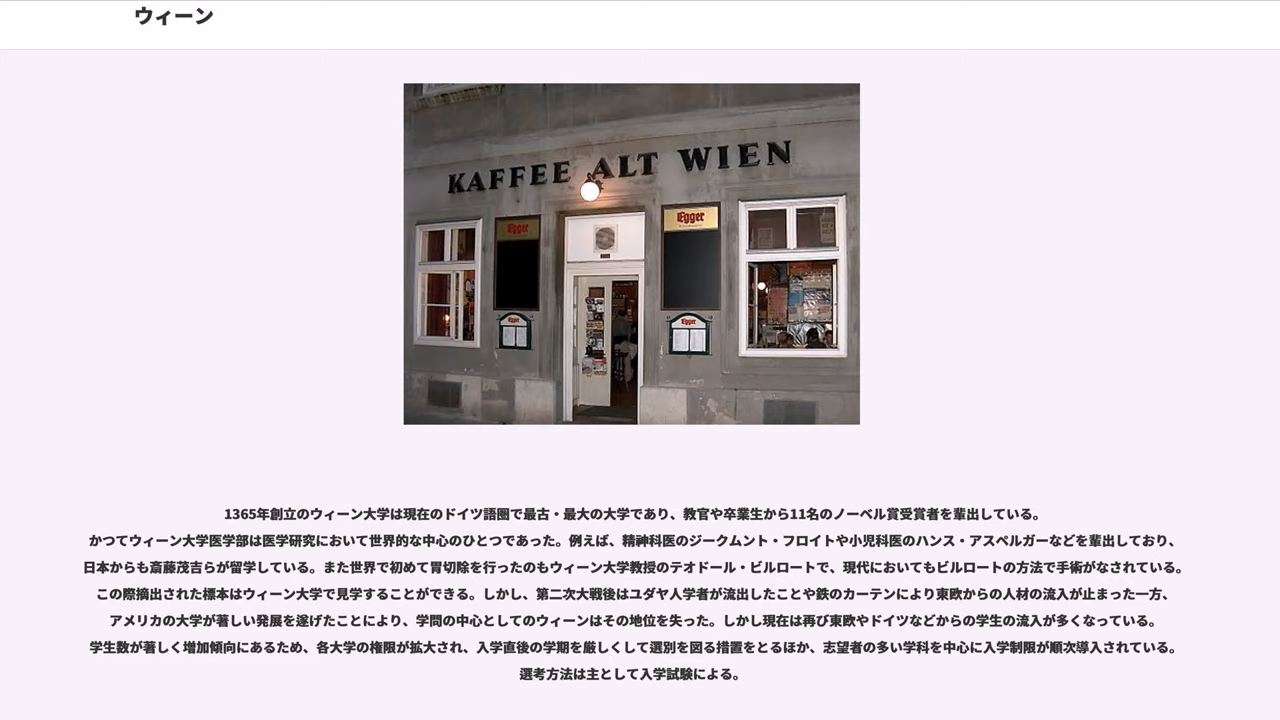 ウィーン
KAFFEE ALT WIEN
Egger
Egger
Egger
Egger
1365年創立のウィーン大学は現在のドイツ語圏で最古・最大の大学であり、教官や卒業生から11名のノーベル賞受賞者を輩出している。
かつてウィーン大学医学部は医学研究において世界的な中心のひとつであった。例えば、精神科医のジークムント・フロイトや小児科医のハンス・アスペルガーなどを輩出しており、
日本からも斎藤茂吉らが留学している。また世界で初めて胃切除を行ったのもウィーン大学教授のテオドール・ビルロートで、現代においてもビルロートの方法で手術がなされている。
この際摘出された標本はウィーン大学で見学することができる。しかし、第二次大戦後はユダヤ人学者が流出したことや鉄のカーテンにより東欧からの人材の流入が止まった一方、
アメリカの大学が著しい発展を遂げたことにより、学問の中心としてのウィーンはその地位を失った。しかし現在は再び東欧やドイツなどからの学生の流入が多くなっている。
学生数が著しく増加傾向にあるため、各大学の権限が拡大され、入学直後の学期を厳しくして選別を図る措置をとるほか、志望者の多い学科を中心に入学制限が順次導入されている。
選考方法は主として入学試験による。